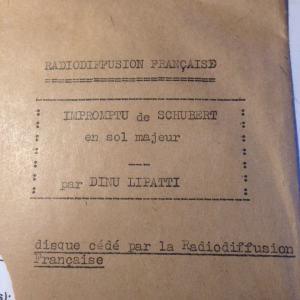 RADIODIFFUSION FRANÇAISE
IMPROMPTU de SCHUBERT
en sol majeur
par DINU LIPATTI
disque cédé par la Radiodiffusion
Française